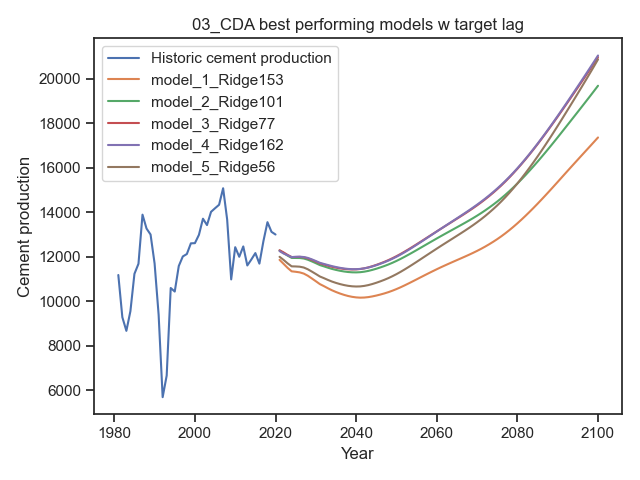 03_CDA best performing models w target lag
Historic cement production
model_1_Ridge153
model_2_Ridge101
model_3_Ridge77
model_4_Ridge162
model_5_Ridge56
Cement production
20000
18000
16000
14000
12000
10000
8000
6000
1980 2000 2020 2040 2060 2080 2100
Year